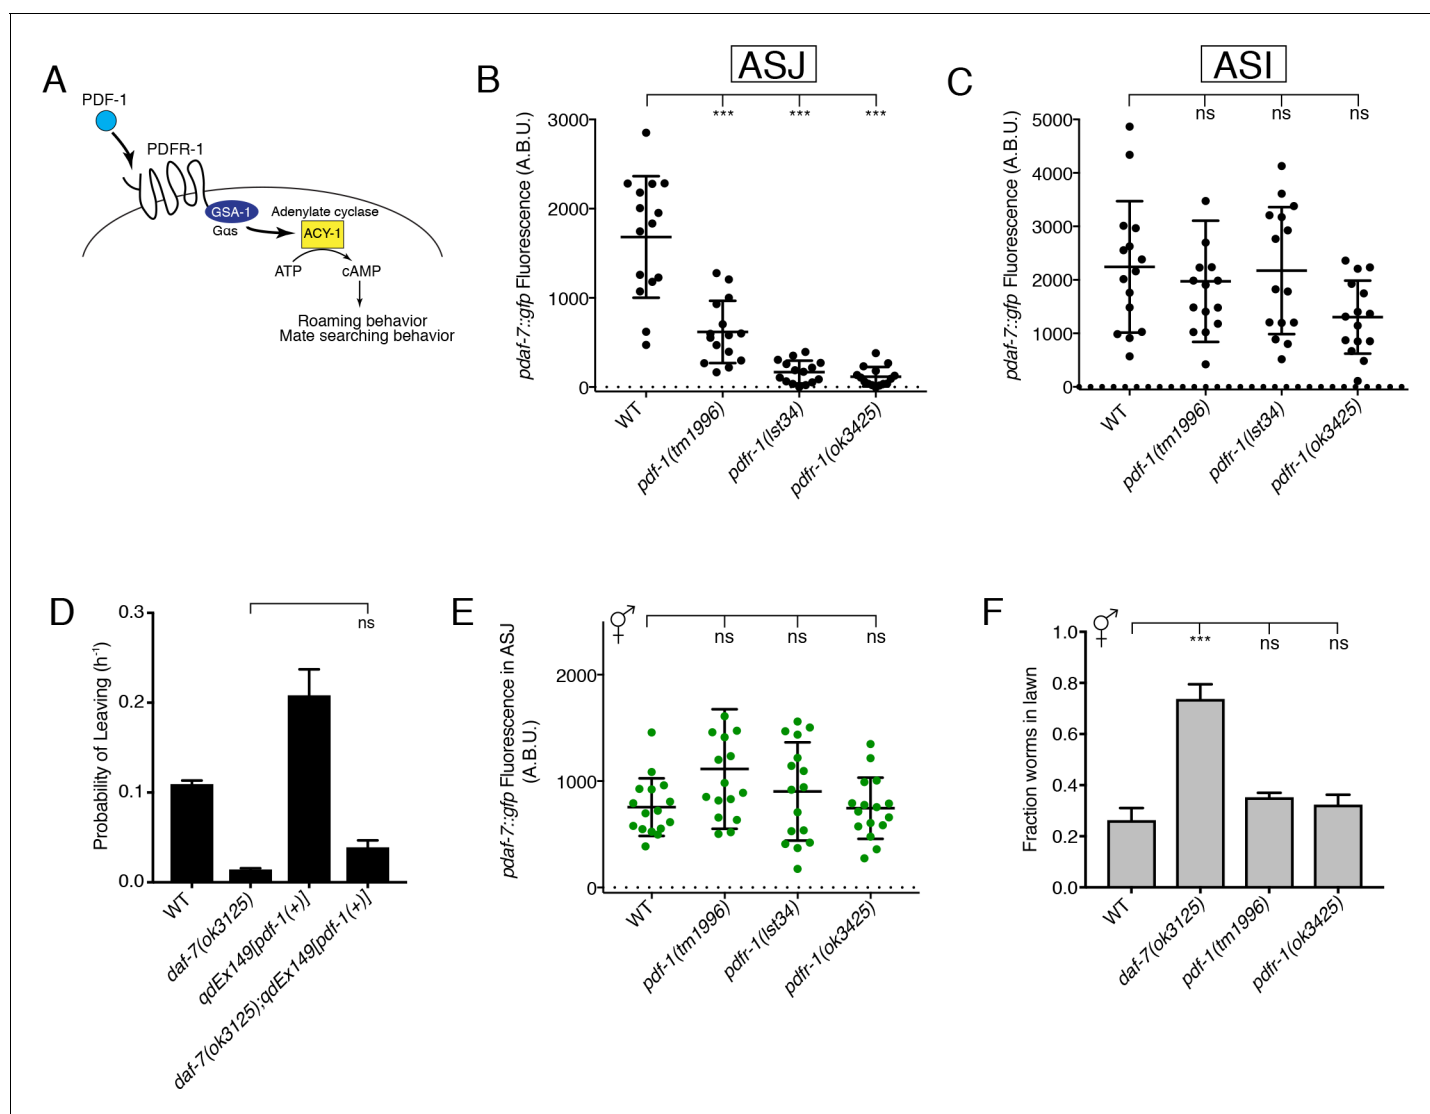 A
PDF-1
PDFR-1
GSA-1
Gαs
Adenylate cyclase
ACY-1
ATP
cAMP
Roaming behavior
Mate searching behavior
B
ASJ
*** *** ***
pdaf-7::gfp Fluorescence (A.B.U.)
3000
2000
1000
0
WT
pdf-1(tm1996)
pdfr-1(lst34)
pdfr-1(ok3425)
C
ASI
ns ns ns
pdaf-7::gfp Fluorescence (A.B.U.)
5000
4000
3000
2000
1000
0
WT
pdf-1(tm1996)
pdfr-1(lst34)
pdfr-1(ok3425)
D
ns
Probability of Leaving (h-1)
0.3
0.2
0.1
0.0
WT
daf-7(ok3125)
qdEx149[pdf-1(+)]
daf-7(ok3125);qdEx149[pdf-1(+)]
E
⚥
ns ns ns
pdaf-7::gfp Fluorescence in ASJ
(A.B.U.)
2000
1000
0
WT
pdf-1(tm1996)
pdfr-1(lst34)
pdfr-1(ok3425)
F
⚥
*** ns ns
Fraction worms in lawn
1.0
0.8
0.6
0.4
0.2
0.0
WT
daf-7(ok3125)
pdf-1(tm1996)
pdfr-1(ok3425)